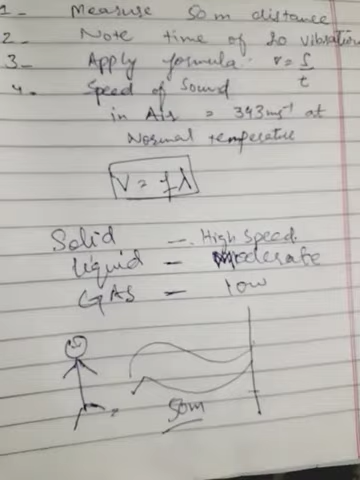 1- Measure 50m distance
2- Note time of 20 vibration
3- Apply formula v = S/t
4. Speed of Sound
in Air = 343ms⁻¹ at
Normal temperature
V = fλ
Solid - High Speed.
liquid - Moderate
GAS - low
50m